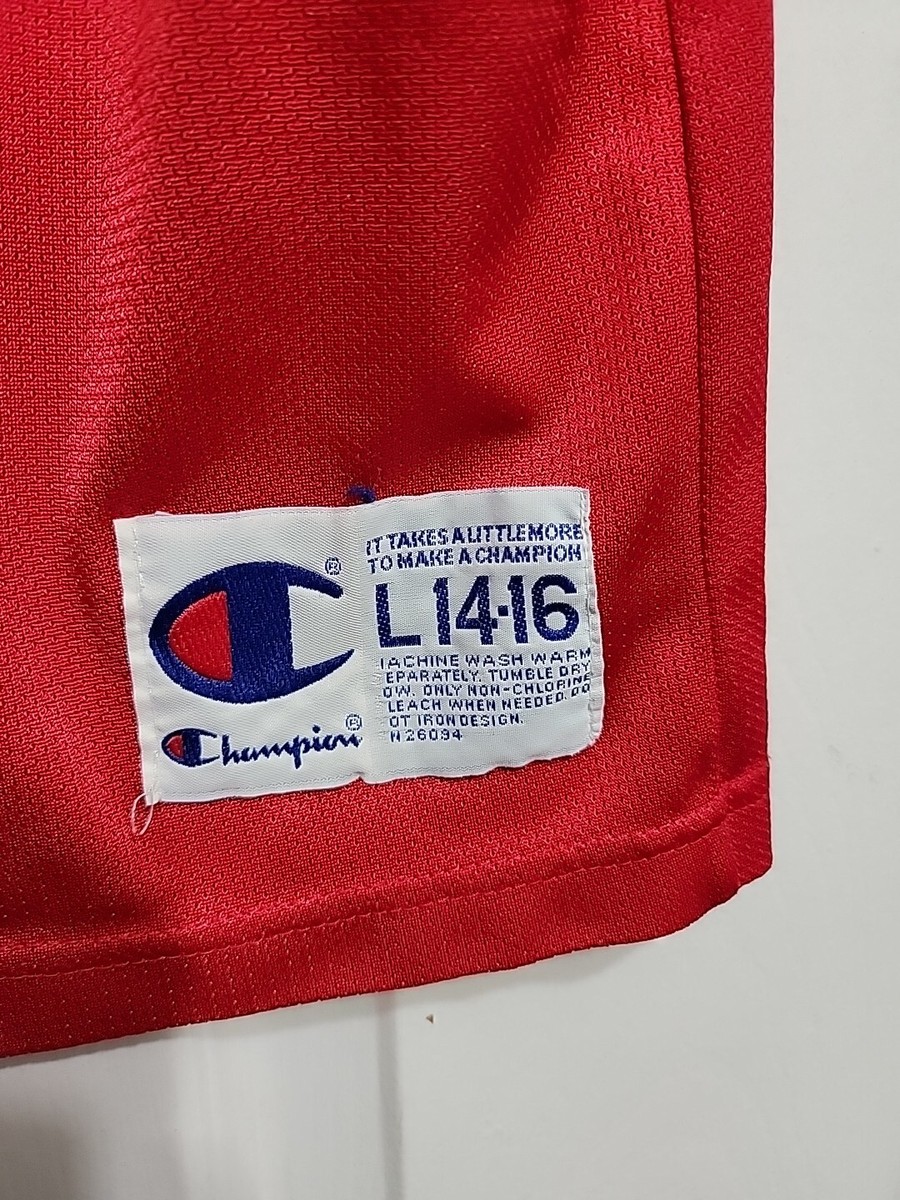 ®
Champion®
IT TAKES A LITTLE MORE
TO MAKE A CHAMPION
L 14-16
IACHINE WASH WARM
EPARATELY. TUMBLE DRY
OW. ONLY NON-CHLORINE
LEACH WHEN NEEDED. DO
OT IRON DESIGN.
N 26094